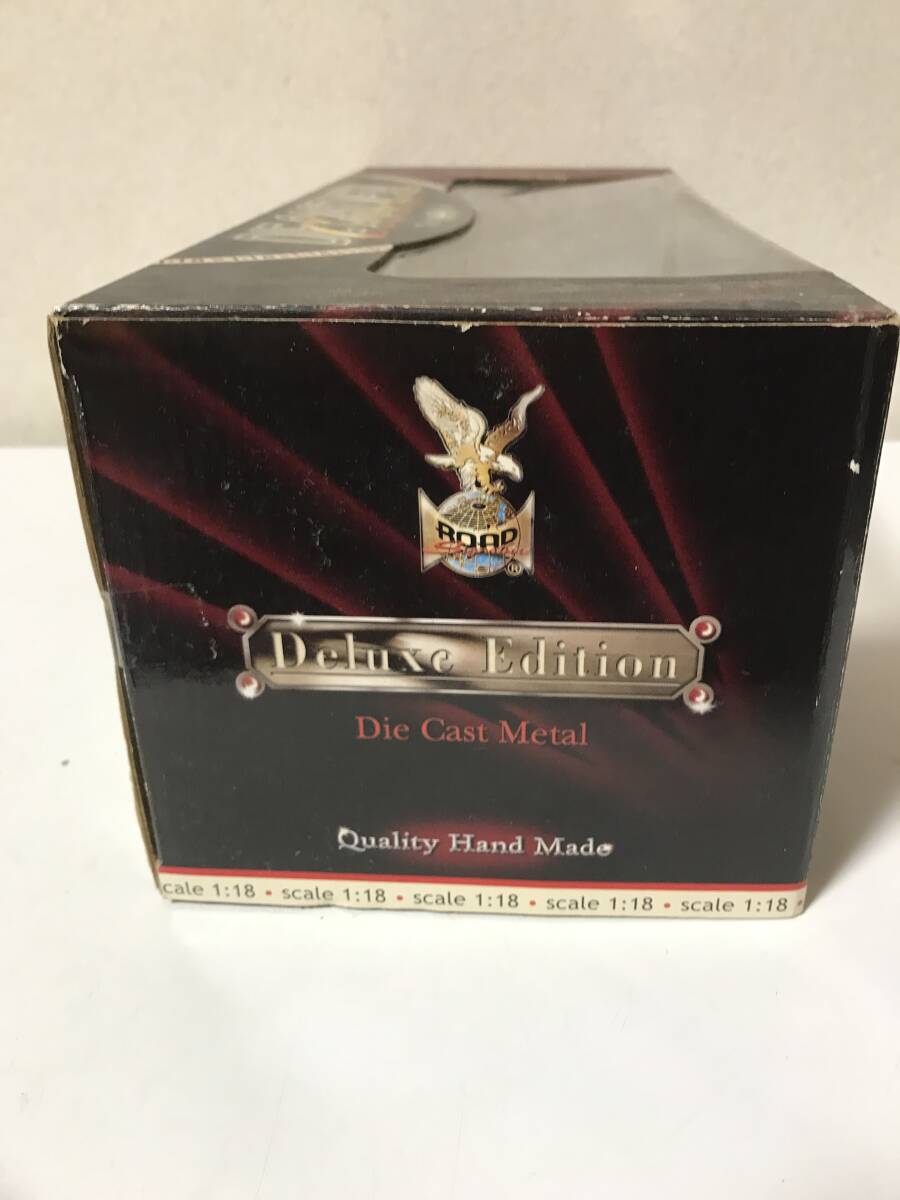 ROAD
Signature
®
Deluxe Edition
Die Cast Metal
Quality Hand Made
cale 1:18 • scale 1:18 • scale 1:18 • scale 1:18 • scale 1:18 •